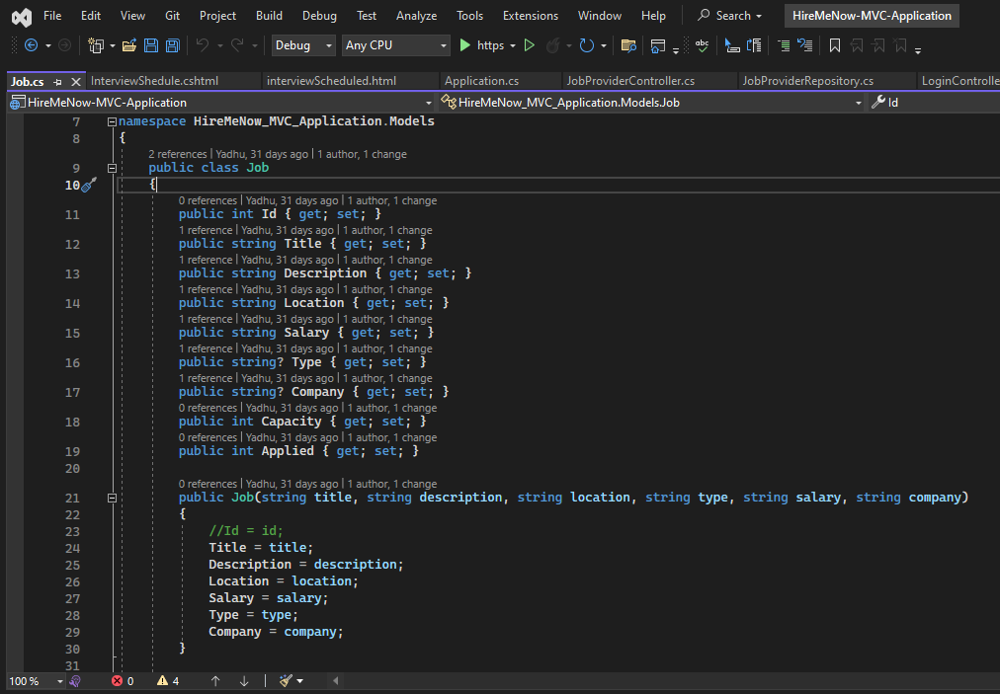 File Edit View Git Project Build Debug Test Analyze Tools Extensions Window Help Search HireMeNow-MVC-Application
Debug Any CPU https
Job.cs InterviewShedule.cshtml interviewScheduled.html Application.cs JobProviderController.cs JobProviderRepository.cs LoginControlle
HireMeNow-MVC-Application HireMeNow_MVC_Application.Models.Job Id
7 namespace HireMeNow_MVC_Application.Models
8 {
2 references | Yadhu, 31 days ago | 1 author, 1 change
9 public class Job
10 {
0 references | Yadhu, 31 days ago | 1 author, 1 change
11 public int Id { get; set; }
1 reference | Yadhu, 31 days ago | 1 author, 1 change
12 public string Title { get; set; }
1 reference | Yadhu, 31 days ago | 1 author, 1 change
13 public string Description { get; set; }
1 reference | Yadhu, 31 days ago | 1 author, 1 change
14 public string Location { get; set; }
1 reference | Yadhu, 31 days ago | 1 author, 1 change
15 public string Salary { get; set; }
1 reference | Yadhu, 31 days ago | 1 author, 1 change
16 public string? Type { get; set; }
1 reference | Yadhu, 31 days ago | 1 author, 1 change
17 public string? Company { get; set; }
0 references | Yadhu, 31 days ago | 1 author, 1 change
18 public int Capacity { get; set; }
0 references | Yadhu, 31 days ago | 1 author, 1 change
19 public int Applied { get; set; }
20
0 references | Yadhu, 31 days ago | 1 author, 1 change
21 public Job(string title, string description, string location, string type, string salary, string company)
22 {
23 //Id = id;
24 Title = title;
25 Description = description;
26 Location = location;
27 Salary = salary;
28 Type = type;
29 Company = company;
30 }
31
100 % 0 4